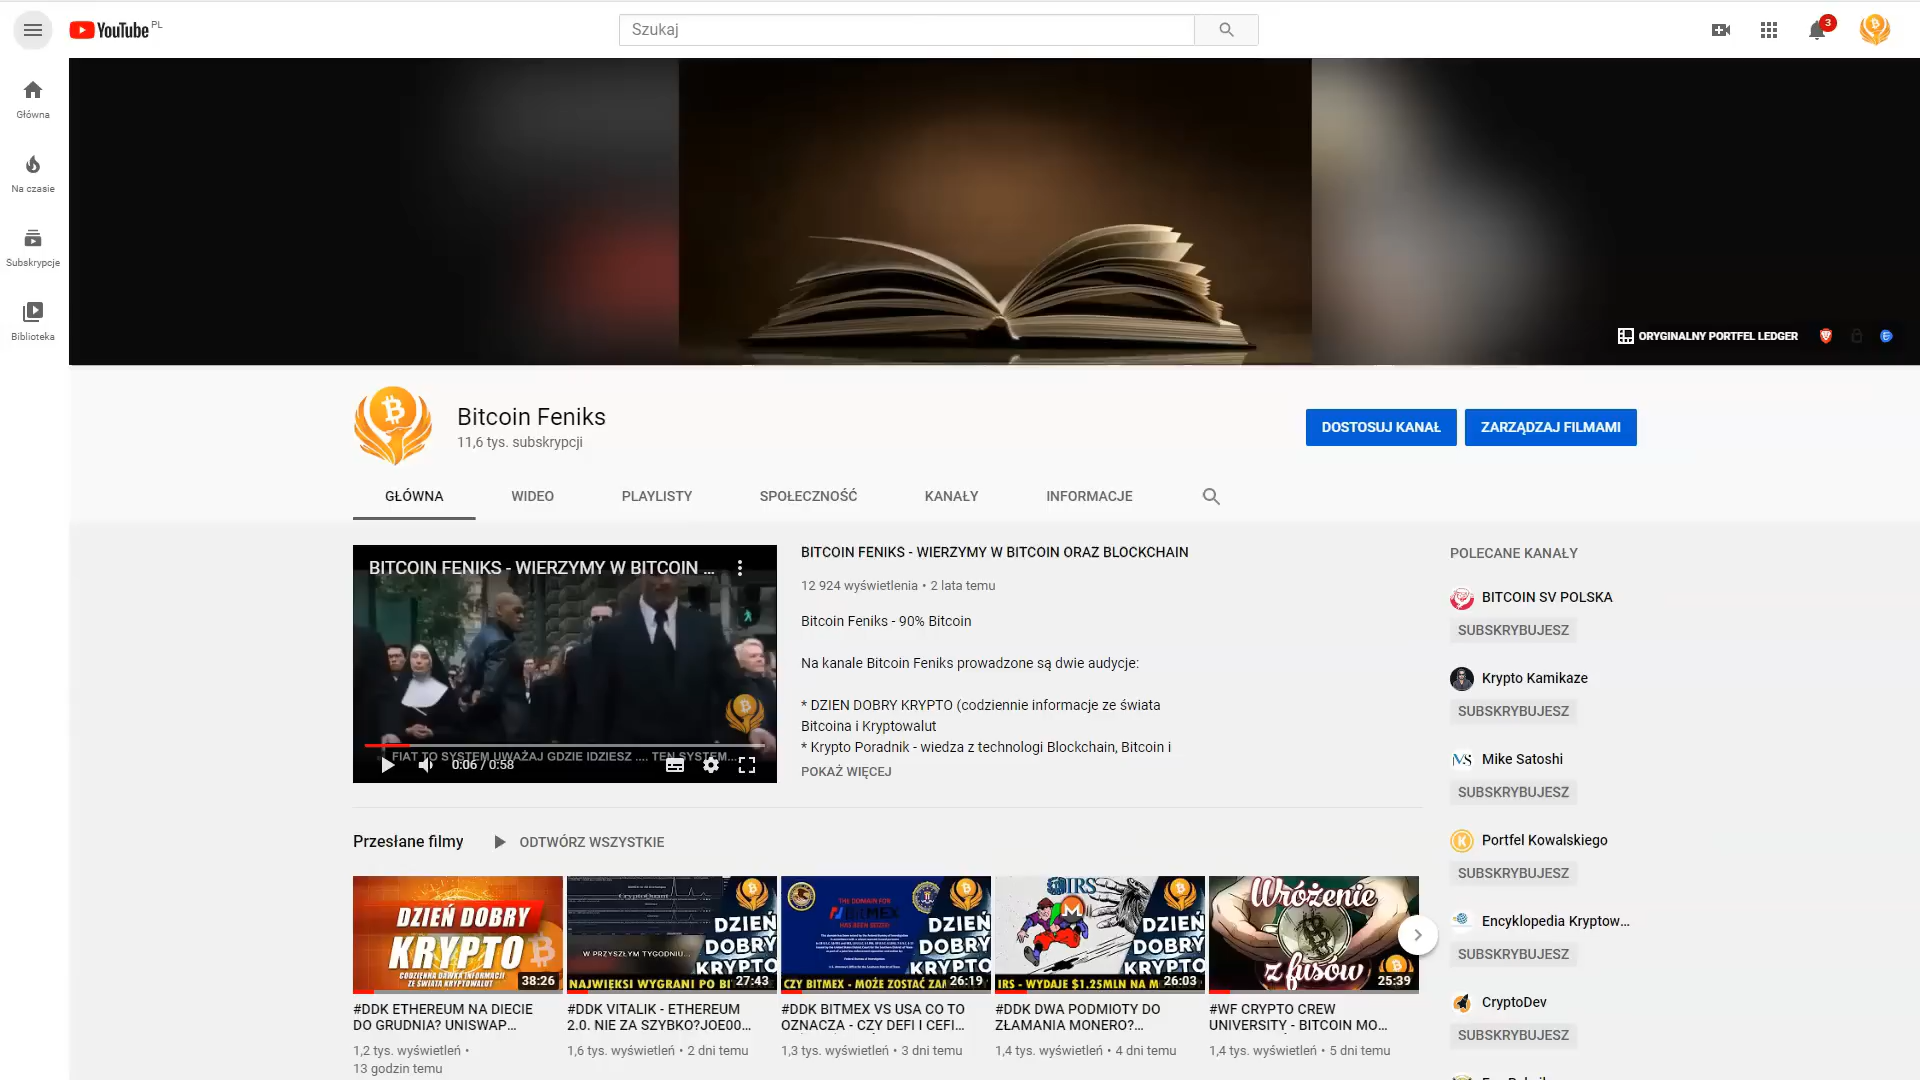 YouTube PL
Szukaj
3
Główna
Na czasie
Subskrypcje
Biblioteka
ORYGINALNY PORTFEL LEDGER
Bitcoin Feniks
11,6 tys. subskrypcji
DOSTOSUJ KANAŁ
ZARZĄDZAJ FILMAMI
GŁÓWNA
WIDEO
PLAYLISTY
SPOŁECZNOŚĆ
KANAŁY
INFORMACJE
BITCOIN FENIKS - WIERZYMY W BITCOIN ...
FIAT TO SYSTEM UWAŻAJ GDZIE IDZIESZ .... TEN SYSTEM...
0:06 / 0:58
BITCOIN FENIKS - WIERZYMY W BITCOIN ORAZ BLOCKCHAIN
12 924 wyświetlenia • 2 lata temu
Bitcoin Feniks - 90% Bitcoin
Na kanale Bitcoin Feniks prowadzone są dwie audycje:
* DZIEN DOBRY KRYPTO (codziennie informacje ze świata
Bitcoina i Kryptowalut
* Krypto Poradnik - wiedza z technologi Blockchain, Bitcoin i
POKAŻ WIĘCEJ
POLECANE KANAŁY
BITCOIN SV POLSKA
SUBSKRYBUJESZ
Krypto Kamikaze
SUBSKRYBUJESZ
Mike Satoshi
SUBSKRYBUJESZ
Portfel Kowalskiego
SUBSKRYBUJESZ
Encyklopedia Kryptow...
SUBSKRYBUJESZ
CryptoDev
SUBSKRYBUJESZ
Przesłane filmy
ODTWÓRZ WSZYSTKIE
DZIEŃ DOBRY
KRYPTO
CODZIENNA DAWKA INFORMACJI
ZE ŚWIATA KRYPTOWALUT
38:26
#DDK ETHEREUM NA DIECIE
DO GRUDNIA? UNISWAP...
1,2 tys. wyświetleń •
13 godzin temu
CryptoQuant
W PRZYSZŁYM TYGODNIU...
DZIEŃ
DOBRY
KRYPTO
NAJWIĘKSI WYGRANI PO BI
27:43
#DDK VITALIK - ETHEREUM
2.0. NIE ZA SZYBKO?JOE00...
1,6 tys. wyświetleń • 2 dni temu
THE DOMAIN FOR
BITMEX
HAS BEEN SEIZED
DZIEŃ
DOBRY
KRYPTO
CZY BITMEX - MOŻE ZOSTAĆ ZAM
26:19
#DDK BITMEX VS USA CO TO
OZNACZA - CZY DEFI I CEFI...
1,3 tys. wyświetleń • 3 dni temu
IRS
DZIEŃ
DOBRY
KRYPTO
IRS - WYDAJE $1.25MLN NA M
26:03
#DDK DWA PODMIOTY DO
ZŁAMANIA MONERO?...
1,4 tys. wyświetleń • 4 dni temu
Wróżenie
z fusów
25:39
#WF CRYPTO CREW
UNIVERSITY - BITCOIN MO...
1,4 tys. wyświetleń • 5 dni temu